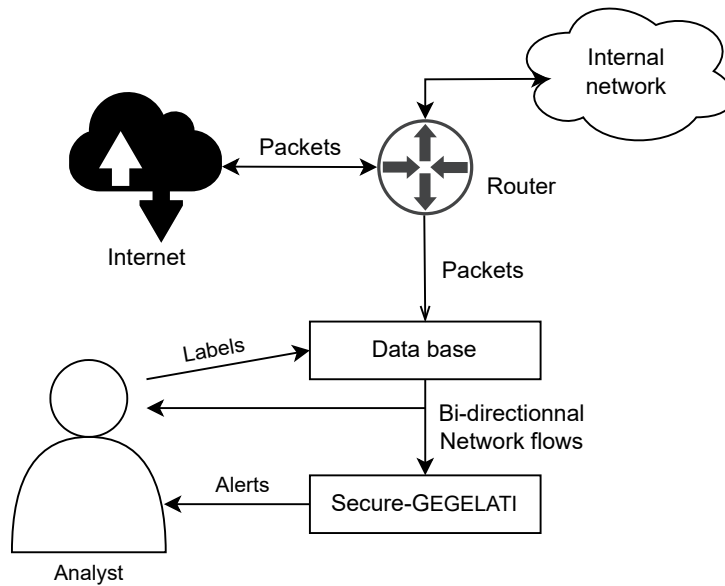 Internal
network
Packets
Router
Internet
Packets
Labels
Data base
Bi-directionnal
Network flows
Alerts
Secure-GEGELATI
Analyst